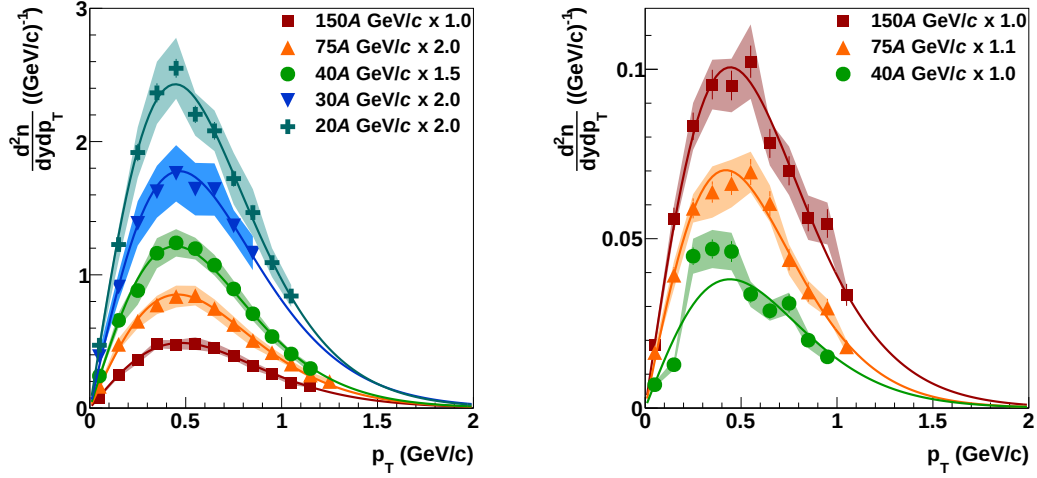 d²n
dydp_T ((GeV/c)⁻¹)
3
2
1
0
150A GeV/c x 1.0
75A GeV/c x 2.0
40A GeV/c x 1.5
30A GeV/c x 2.0
20A GeV/c x 2.0
0 0.5 1 1.5 2
p_T (GeV/c)
d²n
dydp_T ((GeV/c)⁻¹)
0.1
0.05
0
150A GeV/c x 1.0
75A GeV/c x 1.1
40A GeV/c x 1.0
0 0.5 1 1.5 2
p_T (GeV/c)